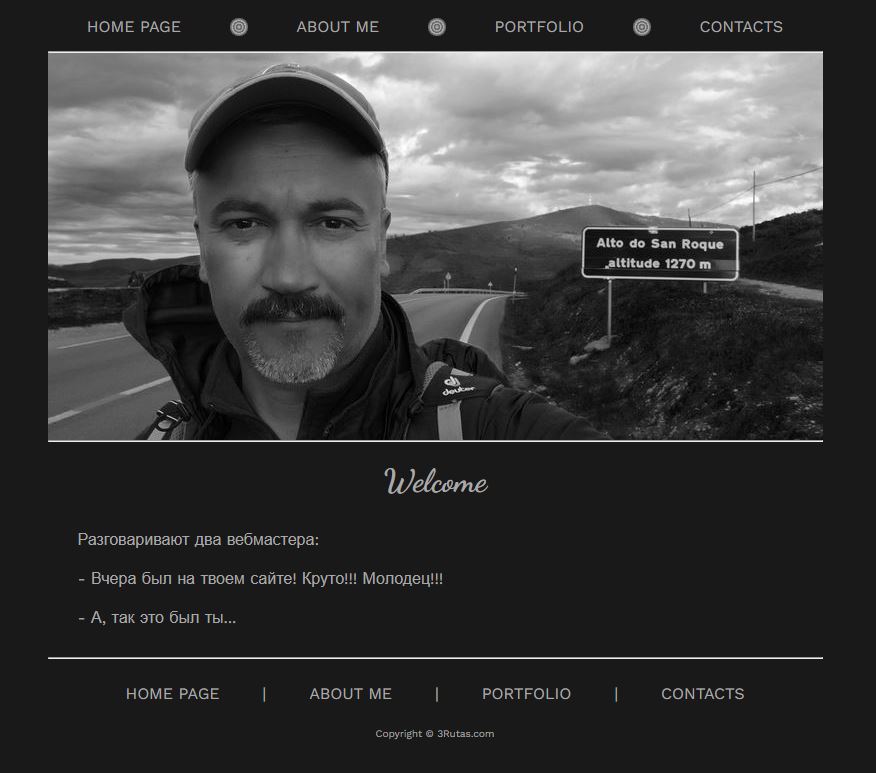 HOME PAGE ABOUT ME PORTFOLIO CONTACTS
Alto do San Roque
altitude 1270 m
deuter
Welcome
Разговаривают два вебмастера:
- Вчера был на твоем сайте! Круто!!! Молодец!!!
- А, так это был ты...
HOME PAGE | ABOUT ME | PORTFOLIO | CONTACTS
Copyright © 3Rutas.com